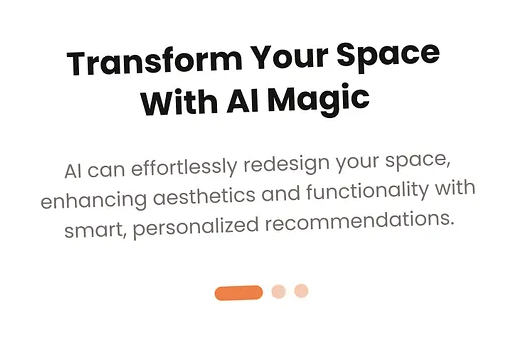 Transform Your Space
With AI Magic
AI can effortlessly redesign your space,
enhancing aesthetics and functionality with
smart, personalized recommendations.